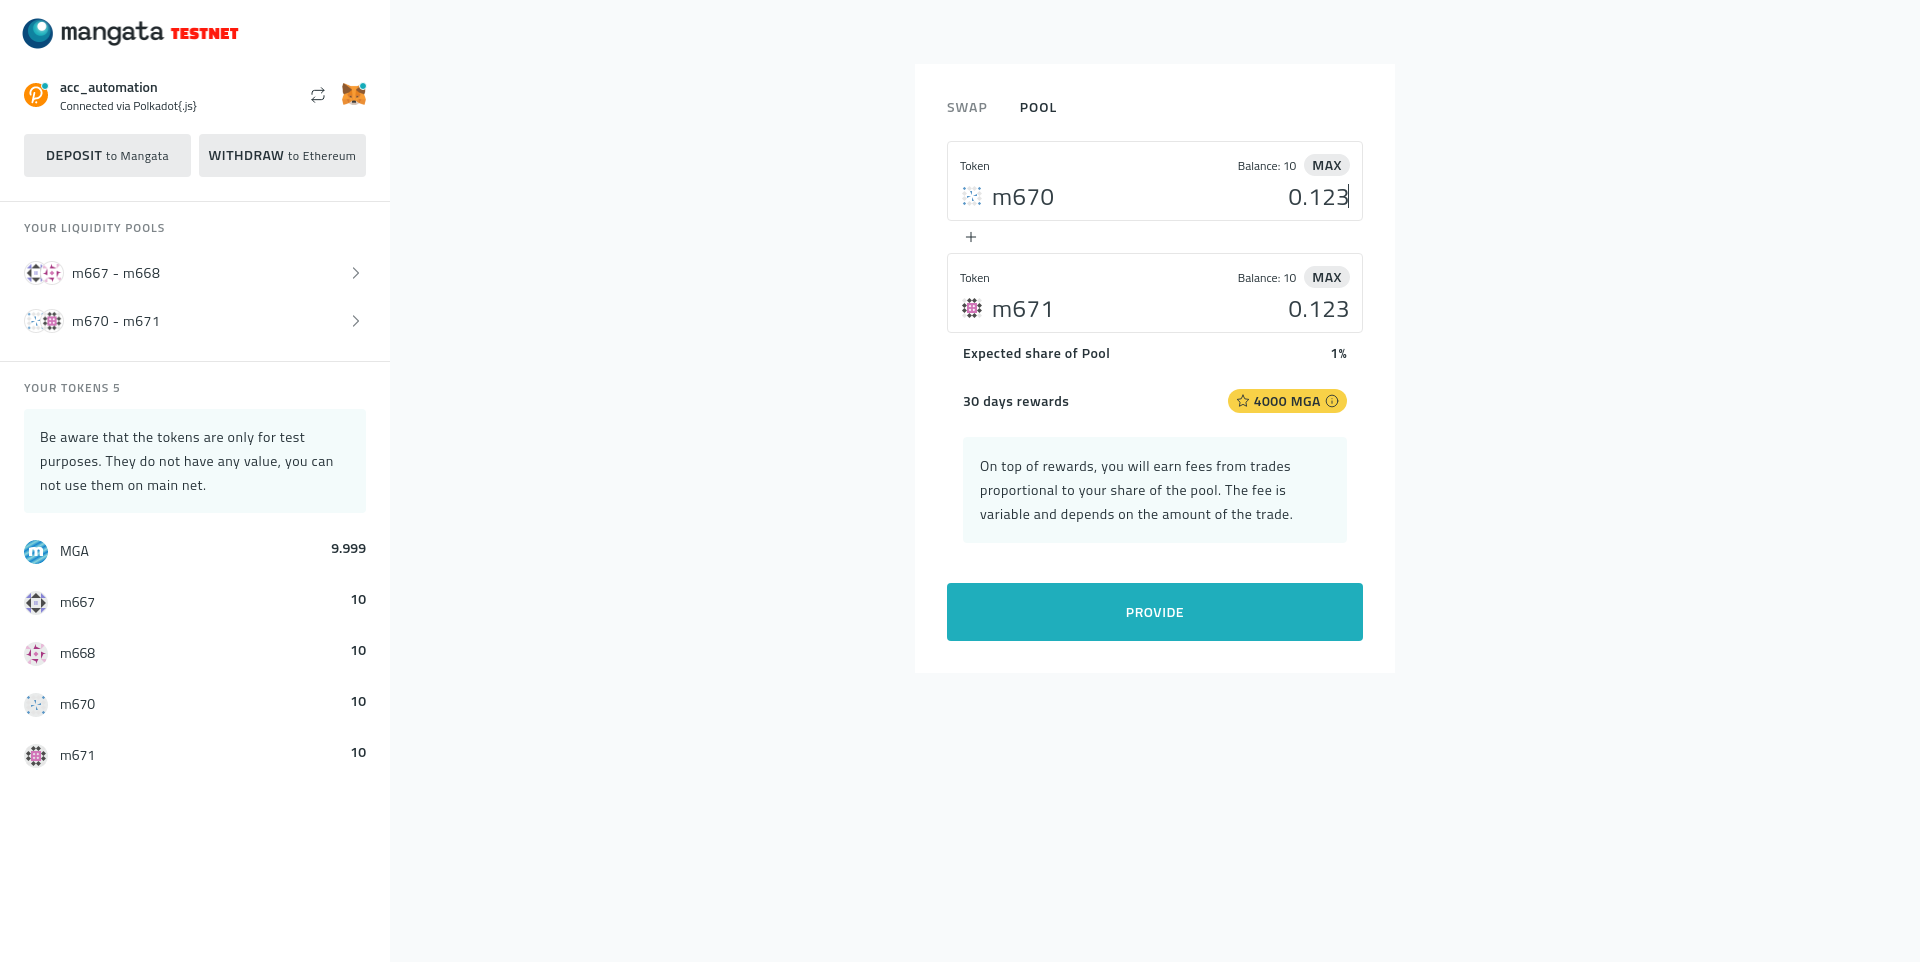 mangata TESTNET
acc_automation
Connected via Polkadot{.js}
DEPOSIT to Mangata
WITHDRAW to Ethereum
YOUR LIQUIDITY POOLS
m667 - m668
m670 - m671
YOUR TOKENS 5
Be aware that the tokens are only for test
purposes. They do not have any value, you can
not use them on main net.
MGA 9.999
m667 10
m668 10
m670 10
m671 10
SWAP POOL
Token Balance: 10 MAX
m670 0.123
+
Token Balance: 10 MAX
m671 0.123
Expected share of Pool 1%
30 days rewards 4000 MGA
On top of rewards, you will earn fees from trades
proportional to your share of the pool. The fee is
variable and depends on the amount of the trade.
PROVIDE